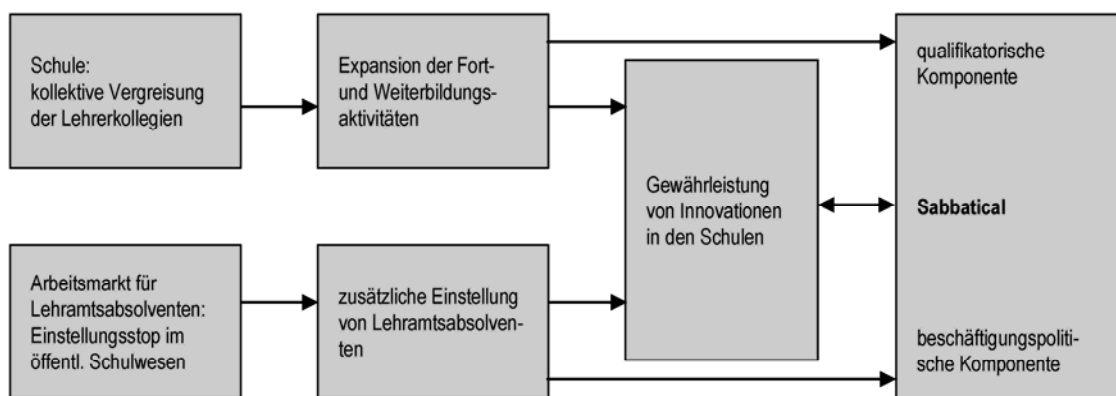 Schule:
kollektive Vergreisung
der Lehrerkollegien
Expansion der Fort-
und Weiterbildungs-
aktivitäten
Gewährleistung
von Innovationen
in den Schulen
qualifikatorische
Komponente
Sabbatical
beschäftigungspoliti-
sche Komponente
Arbeitsmarkt für
Lehramtsabsolventen:
Einstellungsstop im
öffentl. Schulwesen
zusätzliche Einstellung
von Lehramtsabsolven-
ten